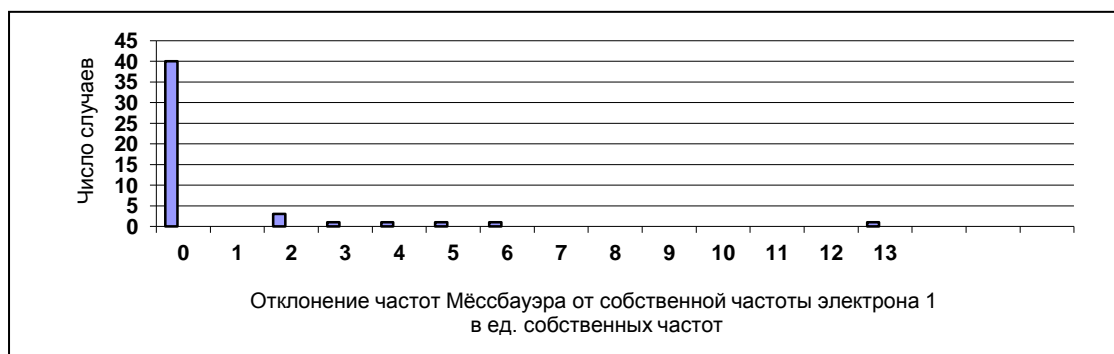 45
40
35
30
25
20
15
10
5
0
Число случаев
0 1 2 3 4 5 6 7 8 9 10 11 12 13
Отклонение частот Мёссбауэра от собственной частоты электрона 1
в ед. собственных частот